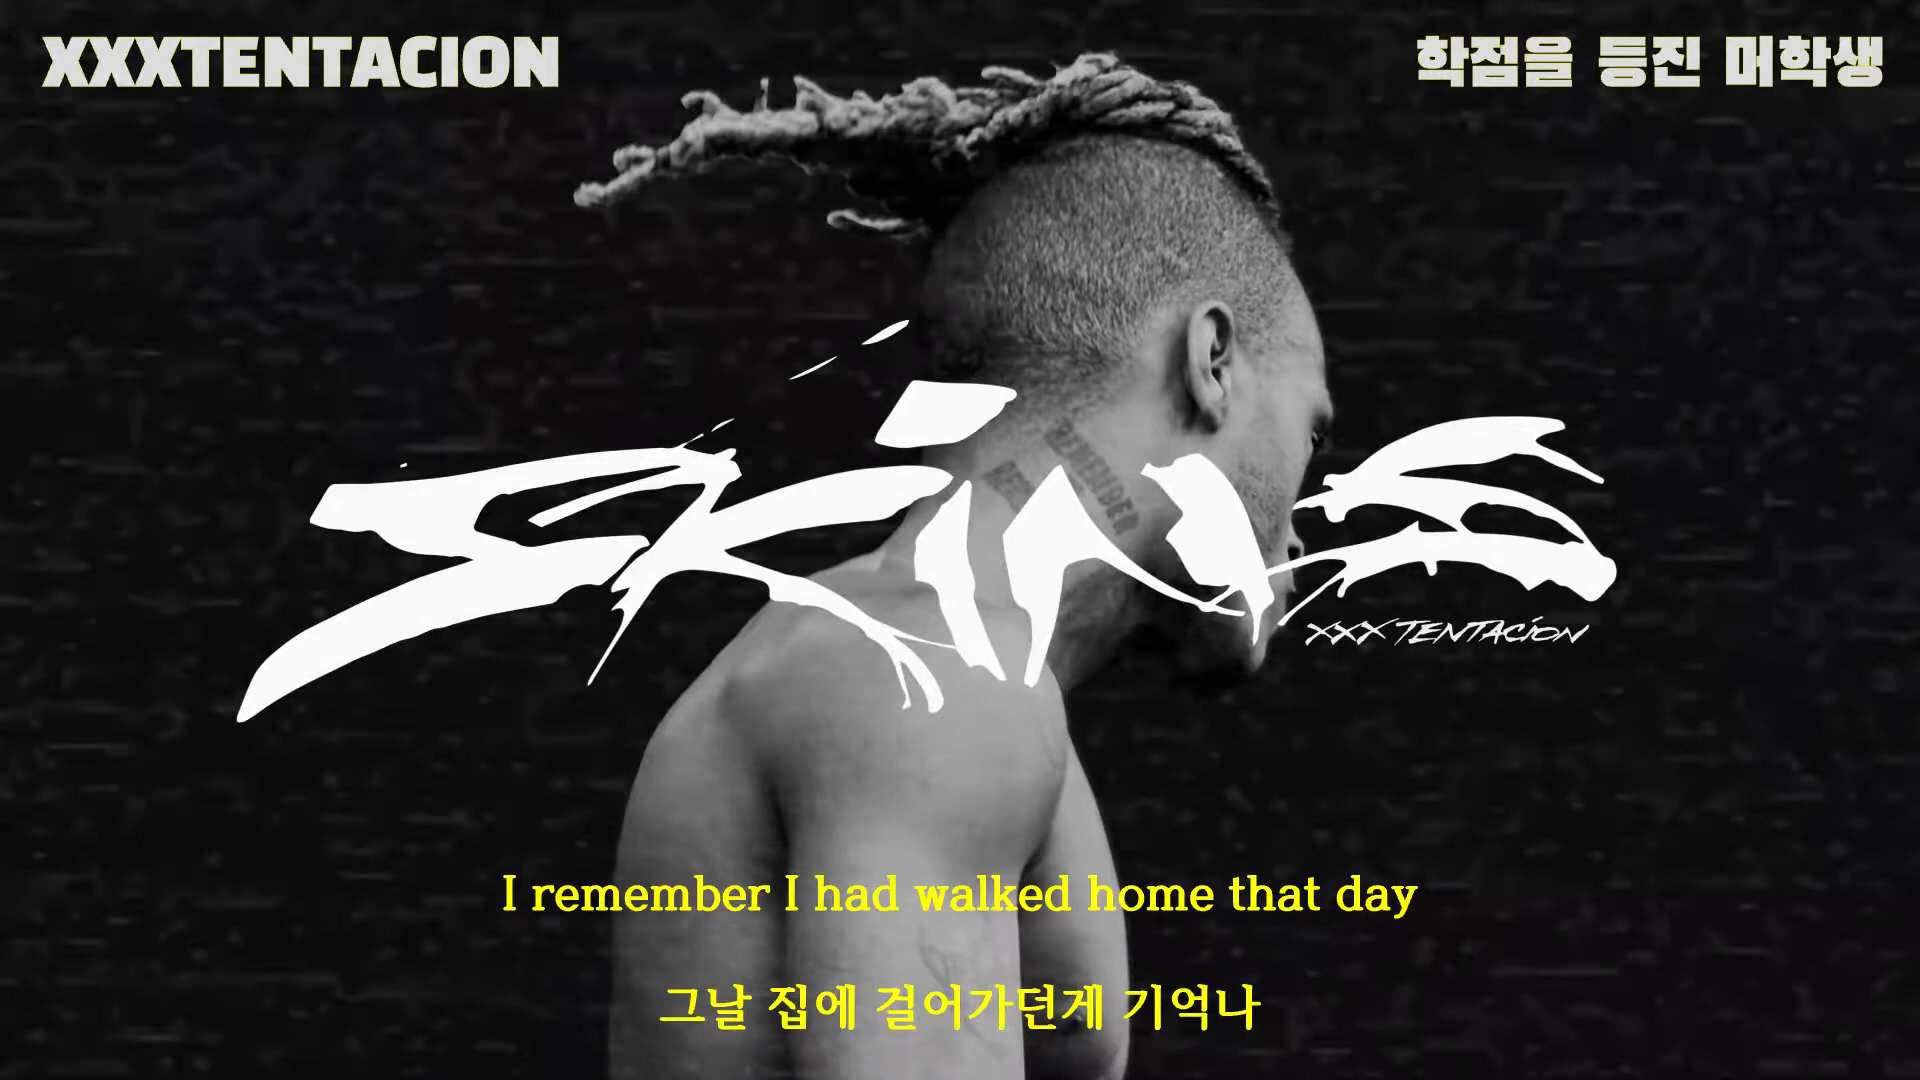 XXXTENTACION
학점을 등진 머학생
SKiNS
XXXTENTACiON
I remember I had walked home that day
그날 집에 걸어가던게 기억나